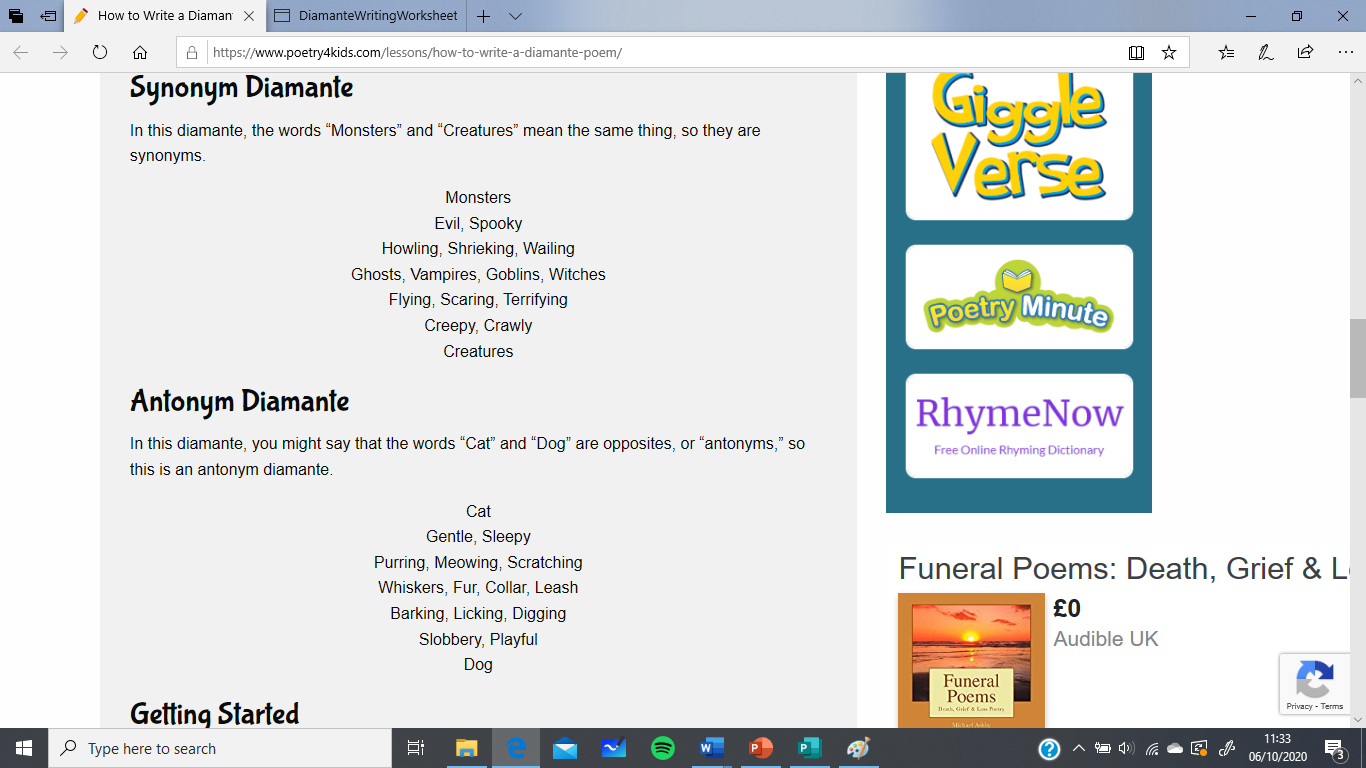 How to Write a Diamant
DiamanteWritingWorksheet
https://www.poetry4kids.com/lessons/how-to-write-a-diamante-poem/
Synonym Diamante
In this diamante, the words “Monsters” and “Creatures” mean the same thing, so they are
synonyms.
Monsters
Evil, Spooky
Howling, Shrieking, Wailing
Ghosts, Vampires, Goblins, Witches
Flying, Scaring, Terrifying
Creepy, Crawly
Creatures
Antonym Diamante
In this diamante, you might say that the words “Cat” and “Dog” are opposites, or “antonyms,” so
this is an antonym diamante.
Cat
Gentle, Sleepy
Purring, Meowing, Scratching
Whiskers, Fur, Collar, Leash
Barking, Licking, Digging
Slobbery, Playful
Dog
Getting Started
Giggle
Verse
Poetry Minute
RhymeNow
Free Online Rhyming Dictionary
Funeral Poems: Death, Grief & L
£0
Audible UK
Funeral
Poems
Death, Grief & Loss Poetry
Michael Ashby
Privacy - Terms
Type here to search
11:33
06/10/2020
3